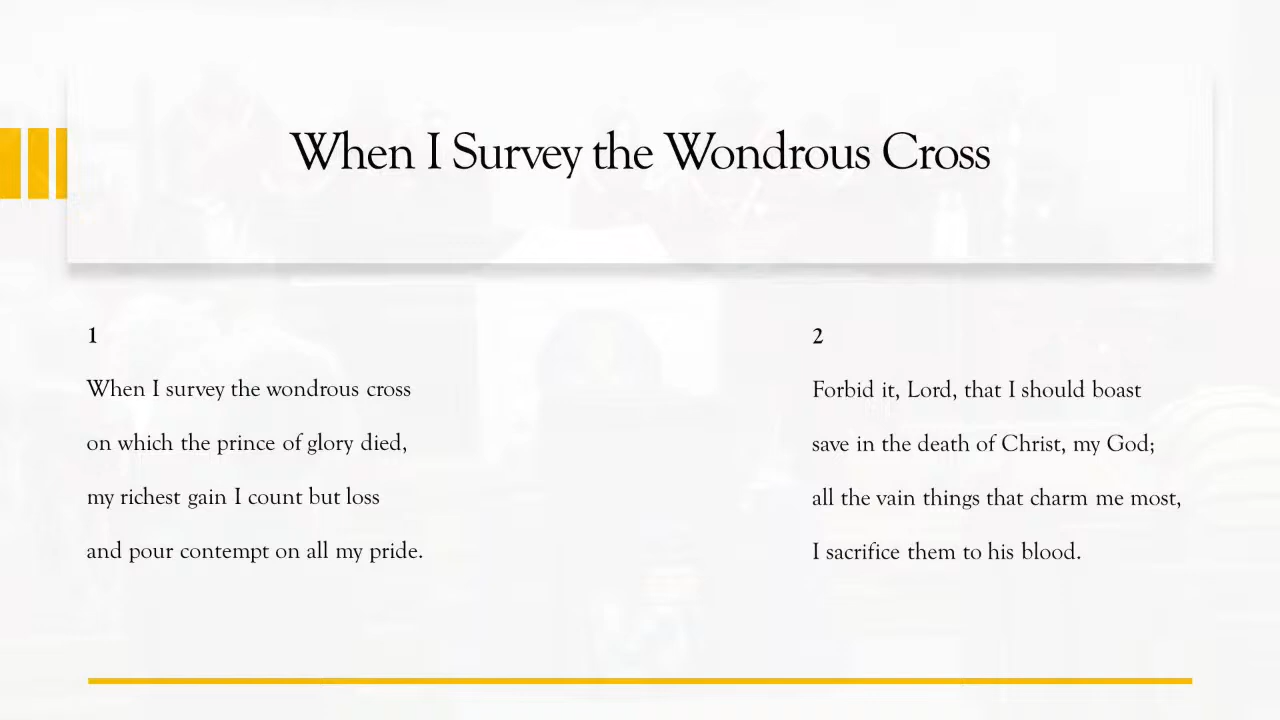 When I Survey the Wondrous Cross
1
When I survey the wondrous cross
on which the prince of glory died,
my richest gain I count but loss
and pour contempt on all my pride.
2
Forbid it, Lord, that I should boast
save in the death of Christ, my God;
all the vain things that charm me most,
I sacrifice them to his blood.